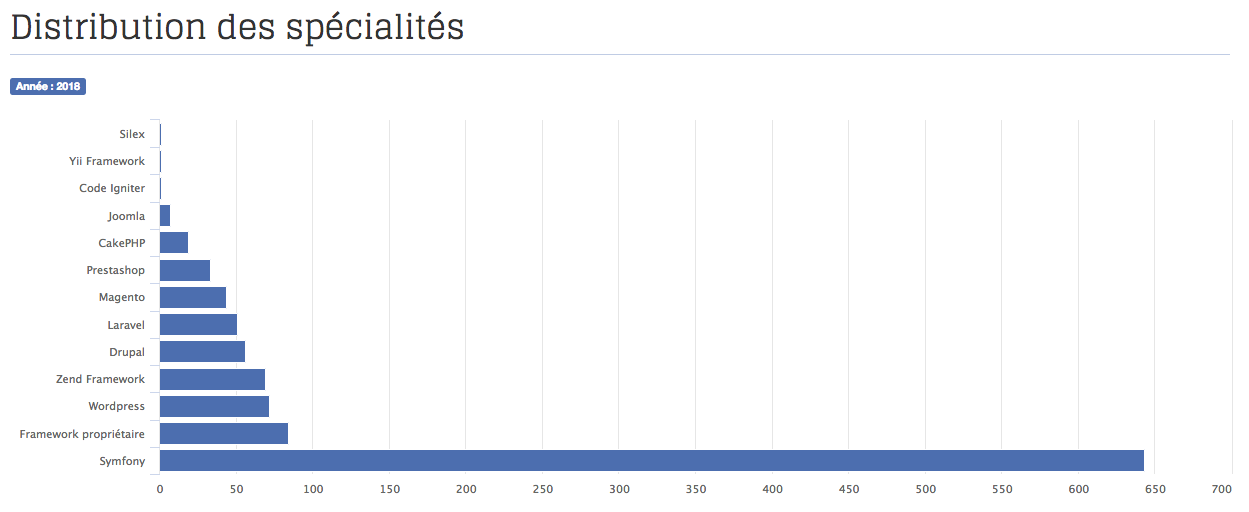 Distribution des spécialités
Année : 2018
Silex
Yii Framework
Code Igniter
Joomla
CakePHP
Prestashop
Magento
Laravel
Drupal
Zend Framework
Wordpress
Framework propriétaire
Symfony
0 50 100 150 200 250 300 350 400 450 500 550 600 650 700